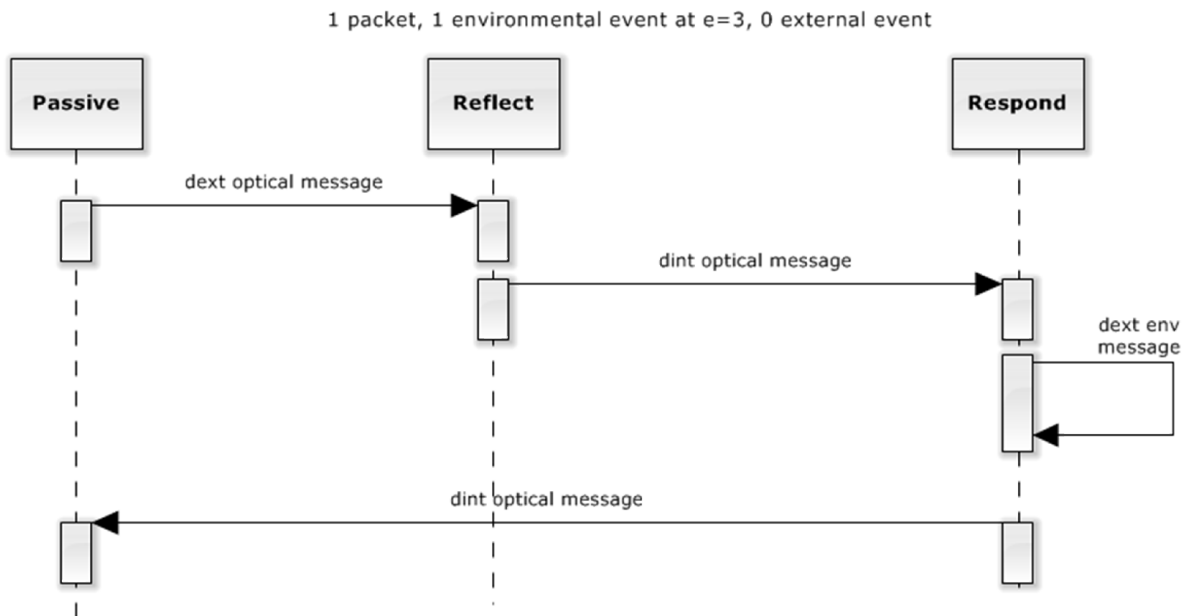 1 packet, 1 environmental event at e=3, 0 external event
Passive
Reflect
Respond
dext optical message
dint optical message
dext env
message
dint optical message